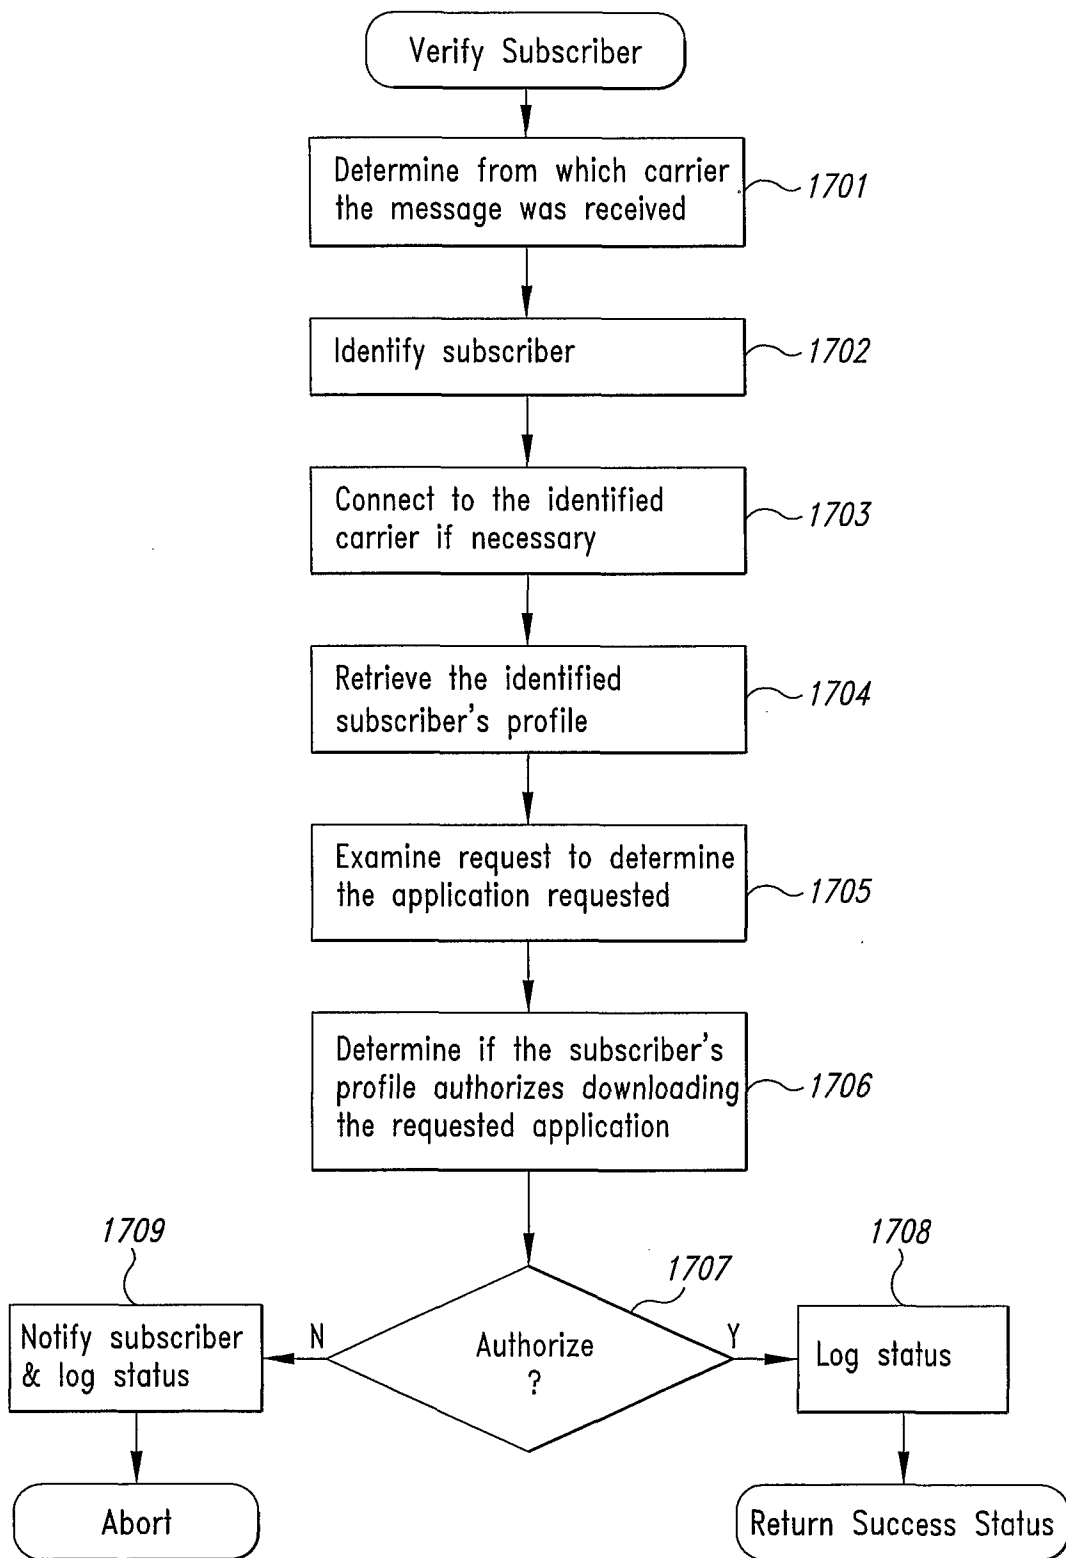 Verify Subscriber
Determine from which carrier
the message was received
1701
Identify subscriber
1702
Connect to the identified
carrier if necessary
1703
Retrieve the identified
subscriber's profile
1704
Examine request to determine
the application requested
1705
Determine if the subscriber's
profile authorizes downloading
the requested application
1706
1709
1707
1708
Notify subscriber
& log status
N
Authorize
?
Y
Log status
Abort
Return Success Status